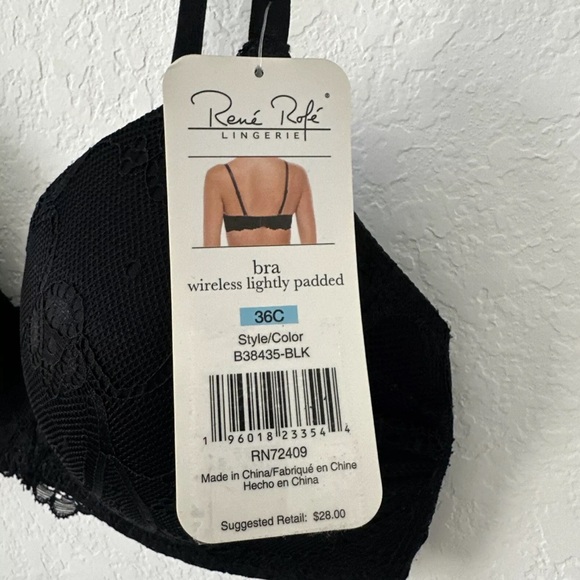 René Rofé®
LINGERIE
bra
wireless lightly padded
36C
Style/Color
B38435-BLK
1 96018 23354 4
RN72409
Made in China/Fabriqué en Chine
Hecho en China
Suggested Retail: $28.00